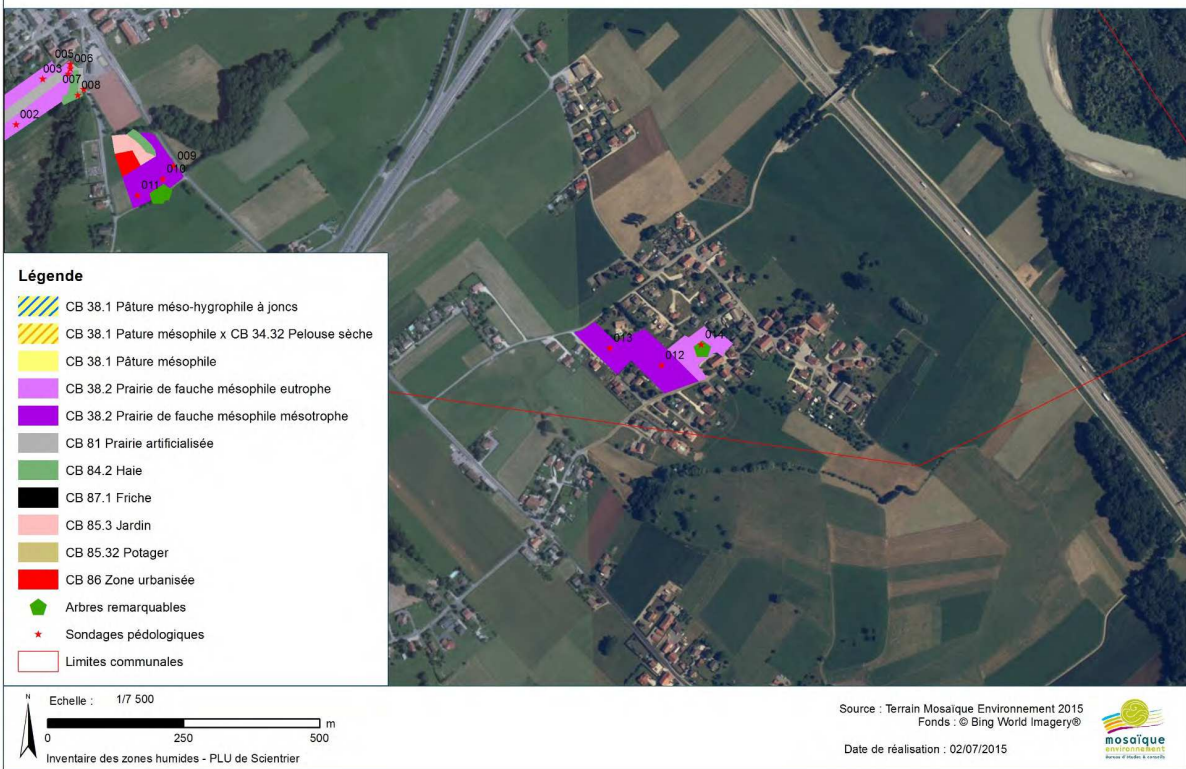 005
006
003
007
008
002
009
010
011
013
012
Légende
CB 38.1 Pâture méso-hygrophile à joncs
CB 38.1 Pature mésophile x CB 34.32 Pelouse sèche
CB 38.1 Pâture mésophile
CB 38.2 Prairie de fauche mésophile eutrophe
CB 38.2 Prairie de fauche mésophile mésotrophe
CB 81 Prairie artificialisée
CB 84.2 Haie
CB 87.1 Friche
CB 85.3 Jardin
CB 85.32 Potager
CB 86 Zone urbanisée
Arbres remarquables
Sondages pédologiques
Limites communales
N
Echelle : 1/7 500
m
0 250 500
Inventaire des zones humides - PLU de Scientrier
Source : Terrain Mosaïque Environnement 2015
Fonds : © Bing World Imagery®
Date de réalisation : 02/07/2015
mosaïque
environnement
Bureau d'études & conseils